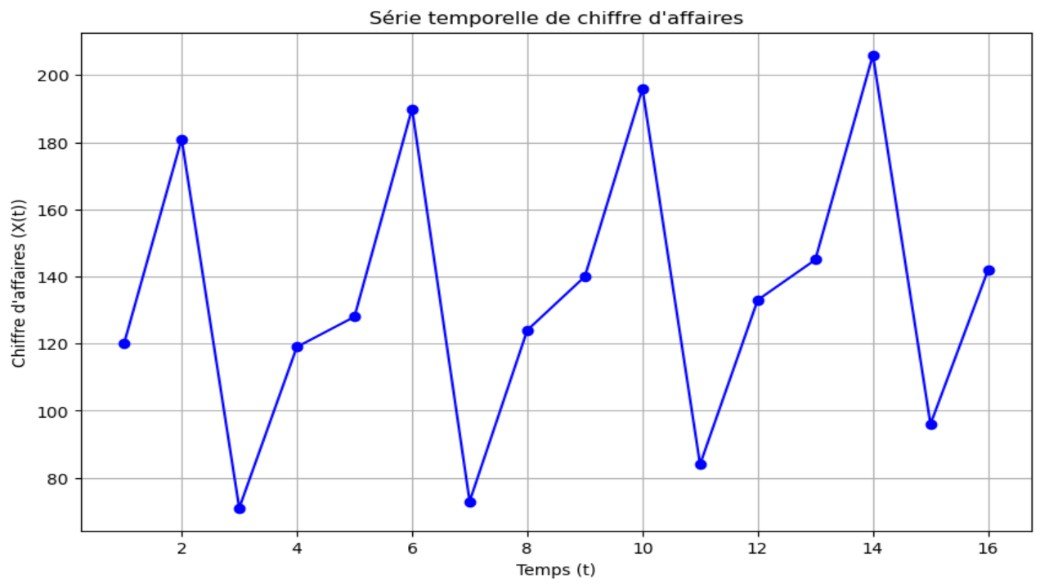 Série temporelle de chiffre d'affaires
Chiffre d'affaires (X(t))
200
180
160
140
120
100
80
2 4 6 8 10 12 14 16
Temps (t)